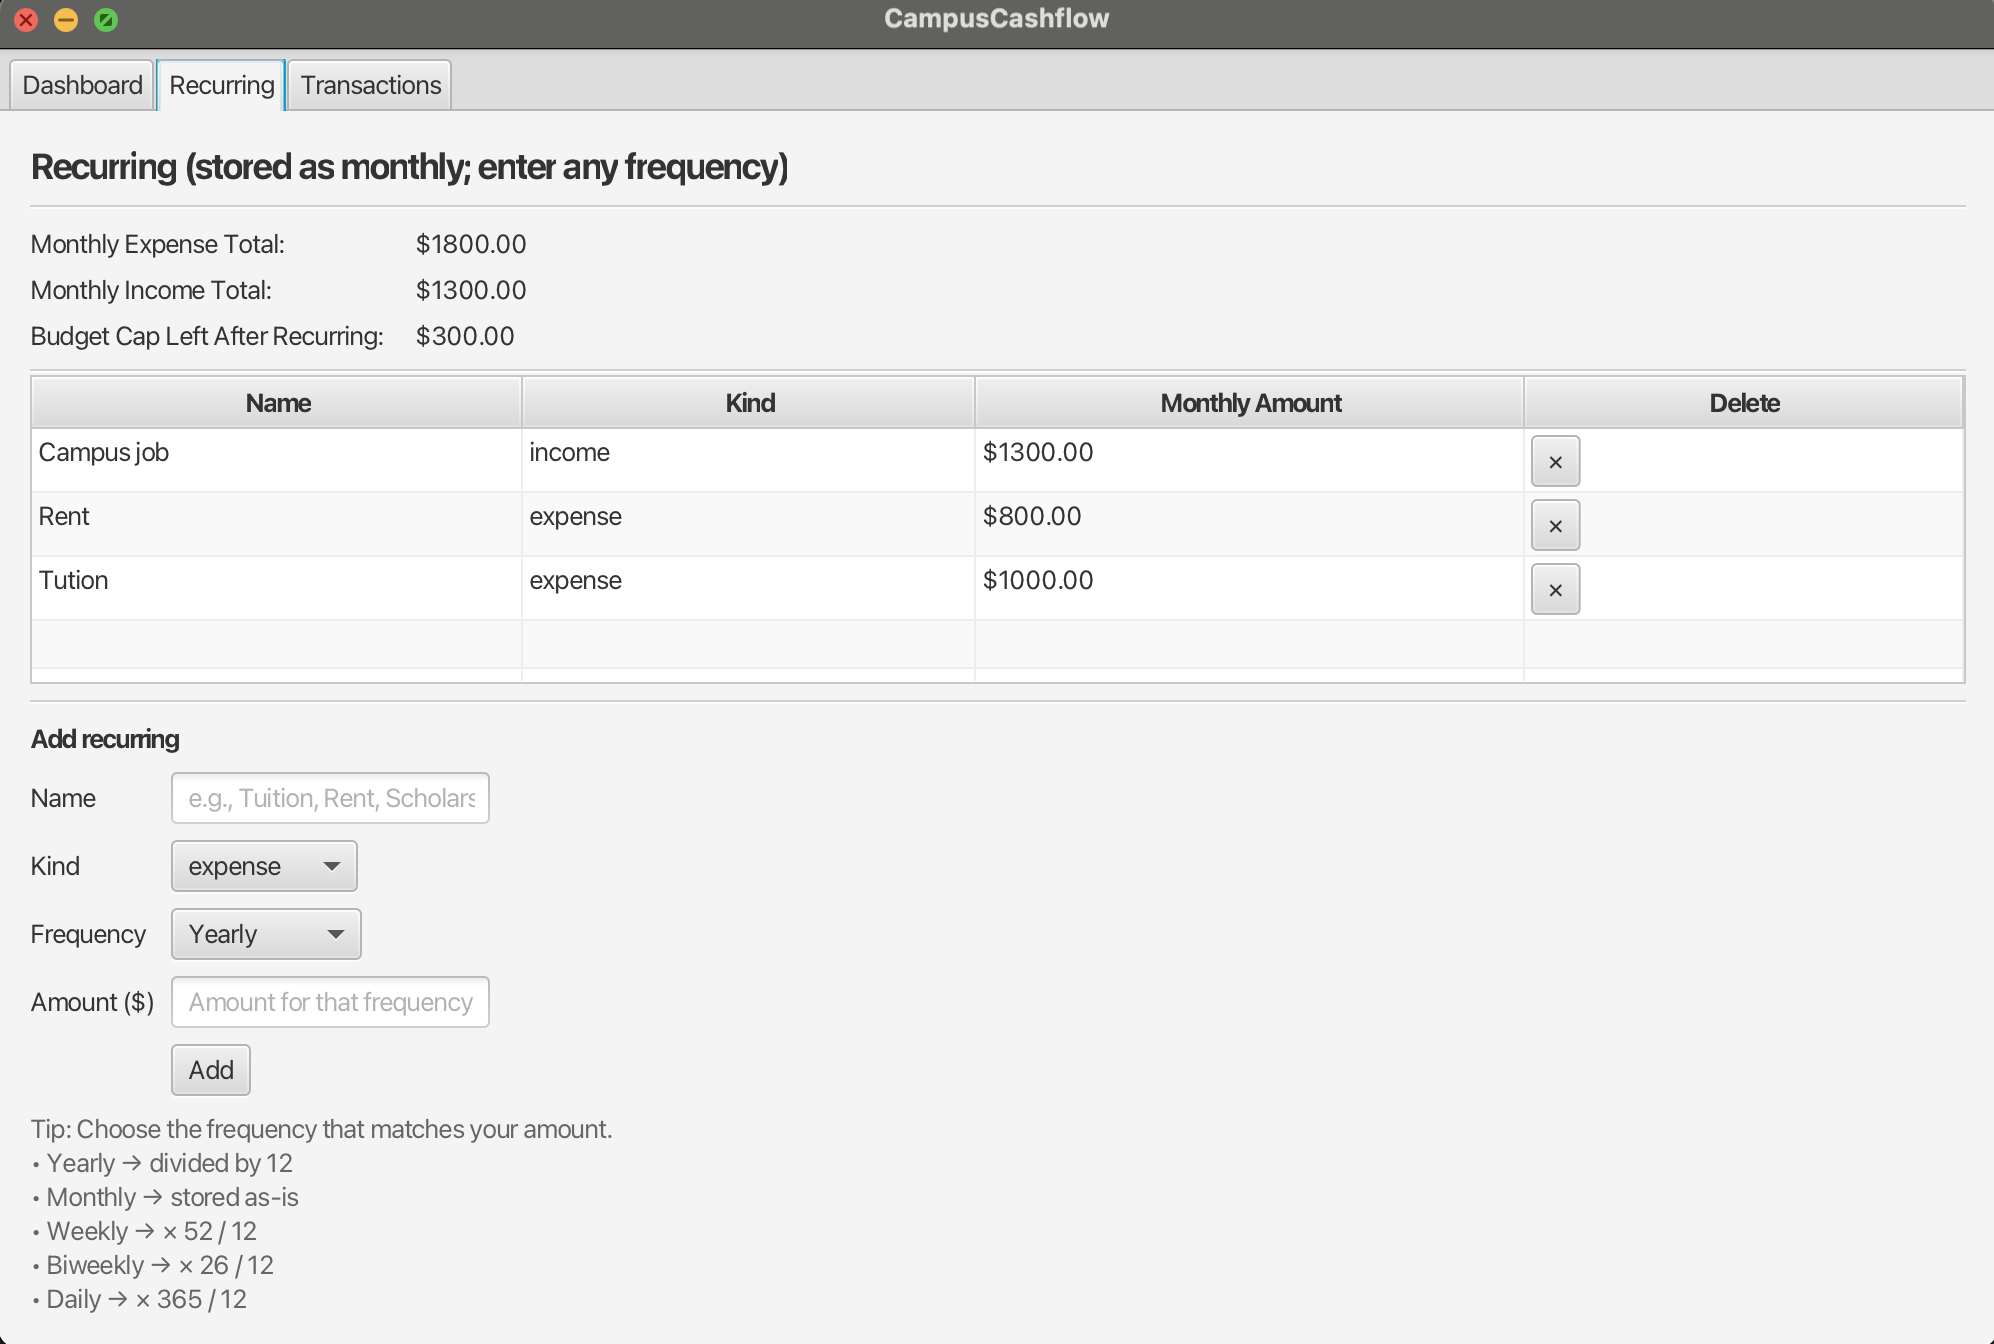 CampusCashflow
Dashboard Recurring Transactions
Recurring (stored as monthly; enter any frequency)
Monthly Expense Total: $1800.00
Monthly Income Total: $1300.00
Budget Cap Left After Recurring: $300.00
Name Kind Monthly Amount Delete
Campus job income $1300.00 ×
Rent expense $800.00 ×
Tution expense $1000.00 ×
Add recurring
Name e.g., Tuition, Rent, Scholars
Kind expense
Frequency Yearly
Amount ($) Amount for that frequency
Add
Tip: Choose the frequency that matches your amount.
• Yearly → divided by 12
• Monthly → stored as-is
• Weekly → × 52 / 12
• Biweekly → × 26 / 12
• Daily → × 365 / 12